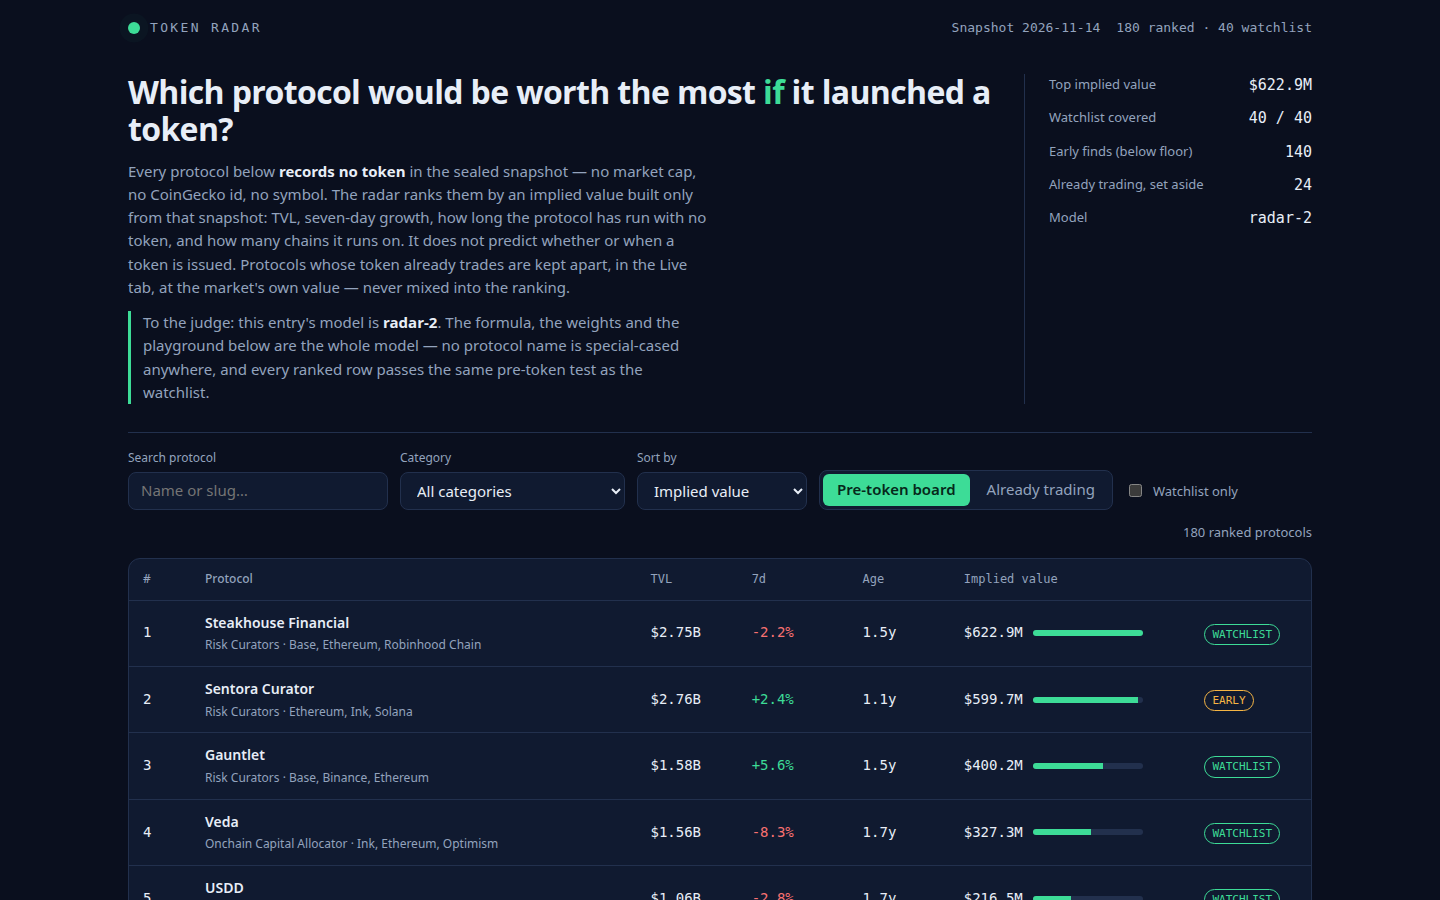 TOKEN RADAR
Snapshot 2026-11-14 180 ranked · 40 watchlist
Which protocol would be worth the most if it launched a
token?
Every protocol below records no token in the sealed snapshot — no market cap,
no CoinGecko id, no symbol. The radar ranks them by an implied value built only
from that snapshot: TVL, seven-day growth, how long the protocol has run with no
token, and how many chains it runs on. It does not predict whether or when a
token is issued. Protocols whose token already trades are kept apart, in the Live
tab, at the market's own value — never mixed into the ranking.
To the judge: this entry's model is radar-2. The formula, the weights and the
playground below are the whole model — no protocol name is special-cased
anywhere, and every ranked row passes the same pre-token test as the
watchlist.
Top implied value $622.9M
Watchlist covered 40 / 40
Early finds (below floor) 140
Already trading, set aside 24
Model radar-2
Search protocol Category Sort by
Name or slug... All categories Implied value Pre-token board Already trading Watchlist only
180 ranked protocols
# Protocol TVL 7d Age Implied value
1 Steakhouse Financial $2.75B -2.2% 1.5y $622.9M WATCHLIST
Risk Curators · Base, Ethereum, Robinhood Chain
2 Sentora Curator $2.76B +2.4% 1.1y $599.7M EARLY
Risk Curators · Ethereum, Ink, Solana
3 Gauntlet $1.58B +5.6% 1.5y $400.2M WATCHLIST
Risk Curators · Base, Binance, Ethereum
4 Veda $1.56B -8.3% 1.7y $327.3M WATCHLIST
Onchain Capital Allocator · Ink, Ethereum, Optimism
5 USDD $1.06B -2.8% 1.7y $216.5M WATCHLIST